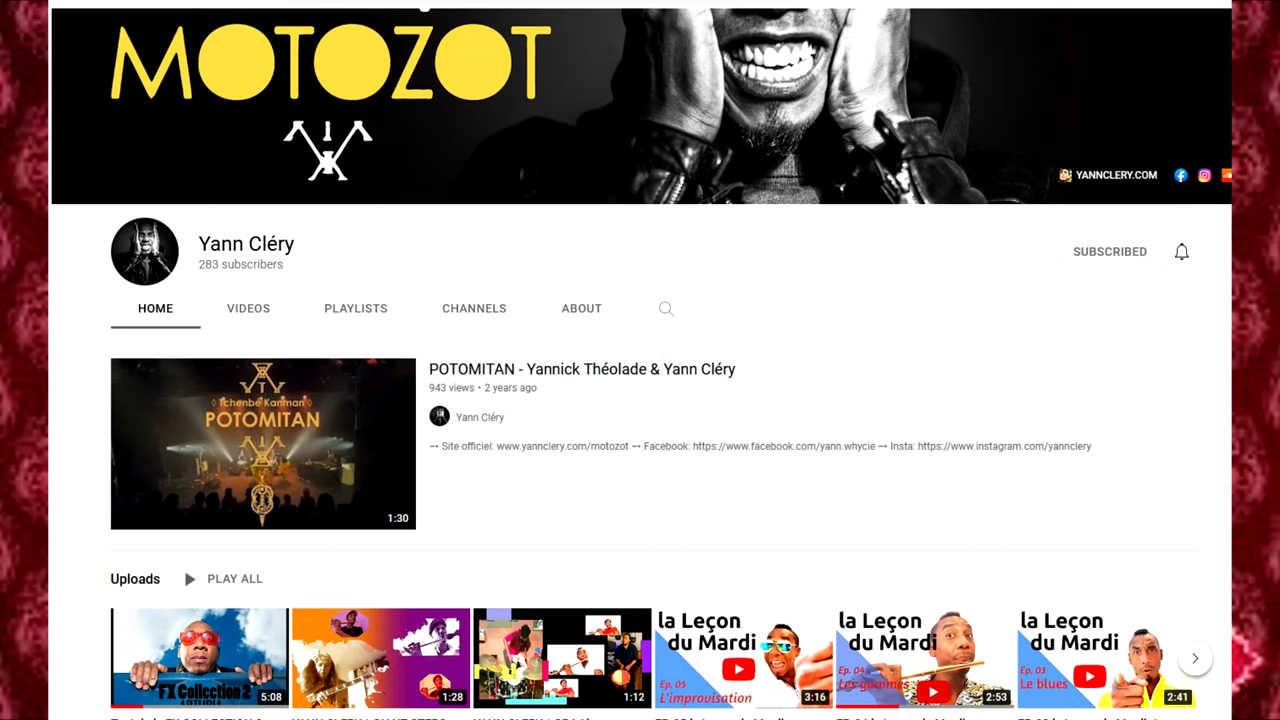 MOTOZOT
YANNCLERY.COM
Yann Cléry
283 subscribers
SUBSCRIBED
HOME VIDEOS PLAYLISTS CHANNELS ABOUT
◊ Tchenbé Kanman ◊
POTOMITAN
1:30
POTOMITAN - Yannick Théolade & Yann Cléry
943 views • 2 years ago
Yann Cléry
→ Site officiel: www.yannclery.com/motozot → Facebook: https://www.facebook.com/yann.whycie → Insta: https://www.instagram.com/yannclery
Uploads PLAY ALL
FX Collection 2
ARTURIA
5:08
1:28
1:12
la Leçon
du Mardi
Ep. 05
L'improvisation
3:16
la Leçon
du Mardi
Ep. 04
Les gammes
2:53
la Leçon
du Mardi
Ep. 03
Le blues
2:41